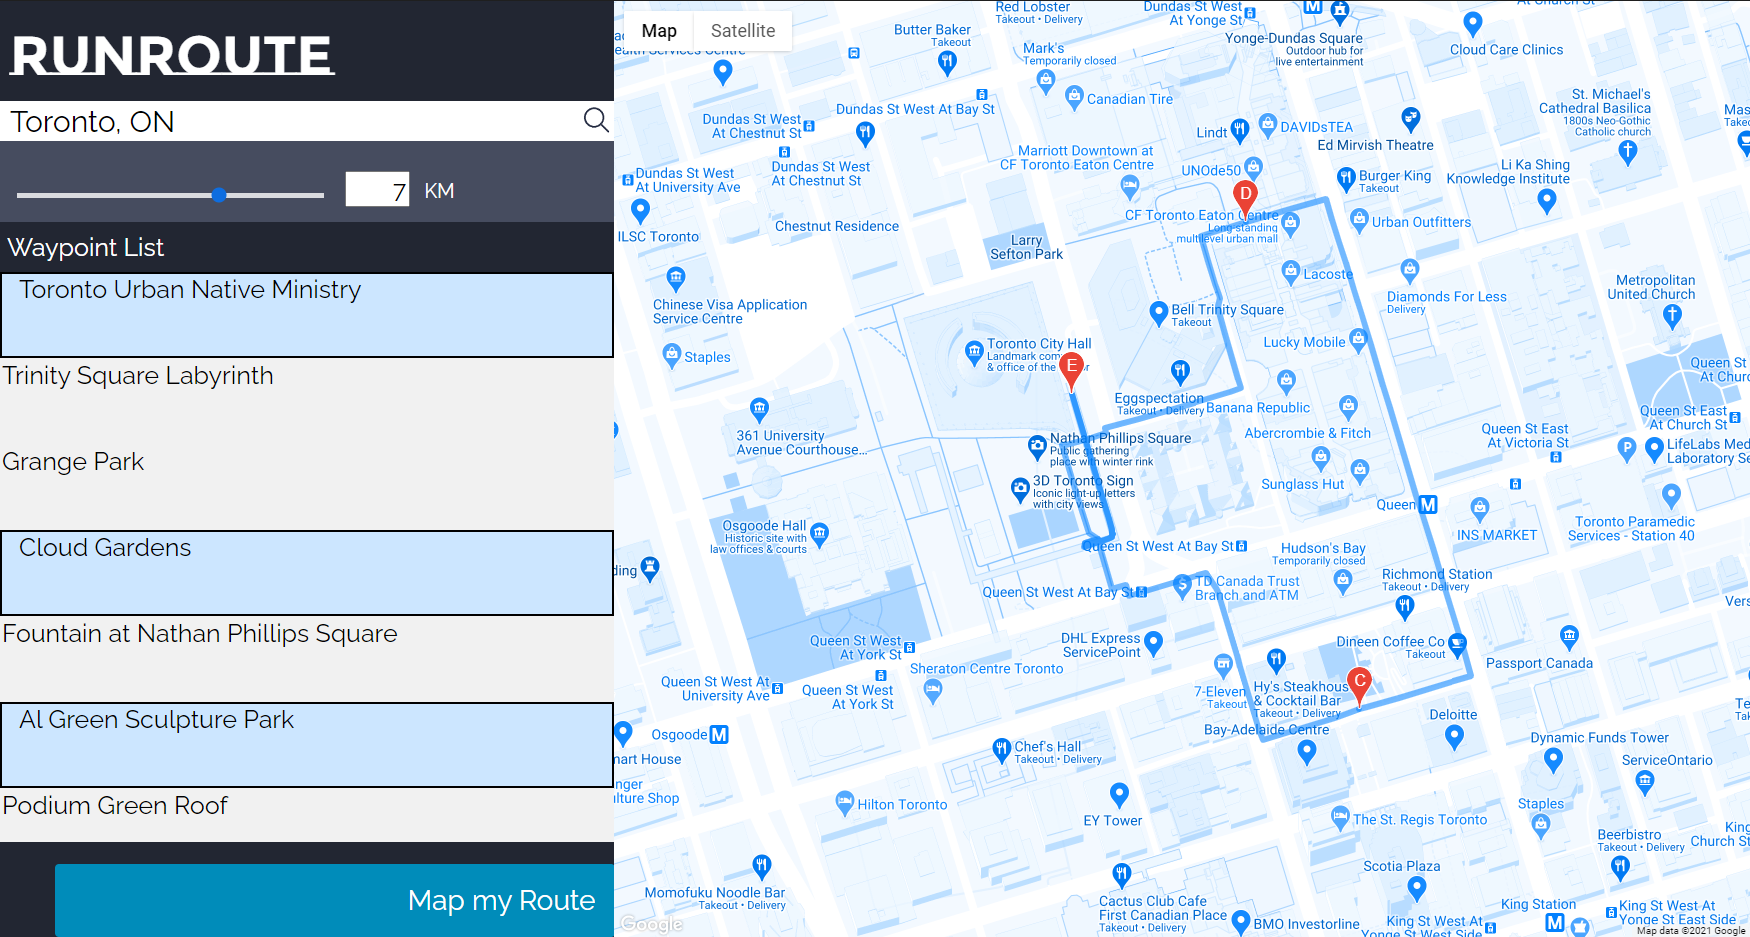 RUNROUTE
Toronto, ON
7 KM
Waypoint List
Toronto Urban Native Ministry
Trinity Square Labyrinth
Grange Park
Cloud Gardens
Fountain at Nathan Phillips Square
Al Green Sculpture Park
Podium Green Roof
Map my Route
Map Satellite
Red Lobster
Takeout • Delivery
Dundas St West
At Yonge St
Butter Baker
Takeout
Mark's
Temporarily closed
Yonge-Dundas Square
Outdoor hub for
live entertainment
Cloud Care Clinics
Canadian Tire
Dundas St West At Bay St
Dundas St West
At Chestnut St
Dundas St West
At Chestnut St
Dundas St West
At University Ave
Marriott Downtown at
CF Toronto Eaton Centre
Lindt
DAVIDsTEA
Ed Mirvish Theatre
St. Michael's
Cathedral Basilica
1800s Neo-Gothic
Catholic church
Li Ka Shing
Knowledge Institute
UNOde50
Burger King
Takeout
D
CF Toronto Eaton Centre
Long-standing
multilevel urban mall
Urban Outfitters
ILSC Toronto
Chestnut Residence
Larry
Sefton Park
Lacoste
Diamonds For Less
Delivery
Metropolitan
United Church
Chinese Visa Application
Service Centre
Bell Trinity Square
Takeout
Lucky Mobile
Staples
Toronto City Hall
Landmark
& office of the
E
Eggspectation
Takeout • Delivery
Banana Republic
Abercrombie & Fitch
361 University
Avenue Courthouse...
Nathan Phillips Square
Public gathering
place with winter rink
3D Toronto Sign
Iconic light-up letters
with city views
Sunglass Hut
Queen St East
At Victoria St
Queen St East
At Church St
LifeLabs Med
Laboratory Se
Queen
INS MARKET
Toronto Paramedic
Services - Station 40
Osgoode Hall
Historic site with
law offices & courts
Queen St West At Bay St
Queen St West At Bay St
Hudson's Bay
Temporarily closed
TD Canada Trust
Branch and ATM
Richmond Station
Takeout • Delivery
Dineen Coffee Co
Takeout
Passport Canada
DHL Express
ServicePoint
Queen St West
At York St
Queen St West
At York St
Queen St West At
University Ave
Sheraton Centre Toronto
7-Eleven
Takeout
Hy's Steakhous
& Cocktail Bar
Takeout • Delivery
C
Bay-Adelaide Centre
Deloitte
Osgoode
mart House
Chef's Hall
Takeout • Delivery
Dynamic Funds Tower
ServiceOntario
Hilton Toronto
EY Tower
The St. Regis Toronto
Staples
Beerbistro
Takeout • Delivery
Scotia Plaza
Momofuku Noodle Bar
Takeout • Delivery
Cactus Club Cafe
First Canadian Place
BMO Investorline
King St West At
King Station
King St West At
Yonge St East Side
Google
Map data ©2021 Google